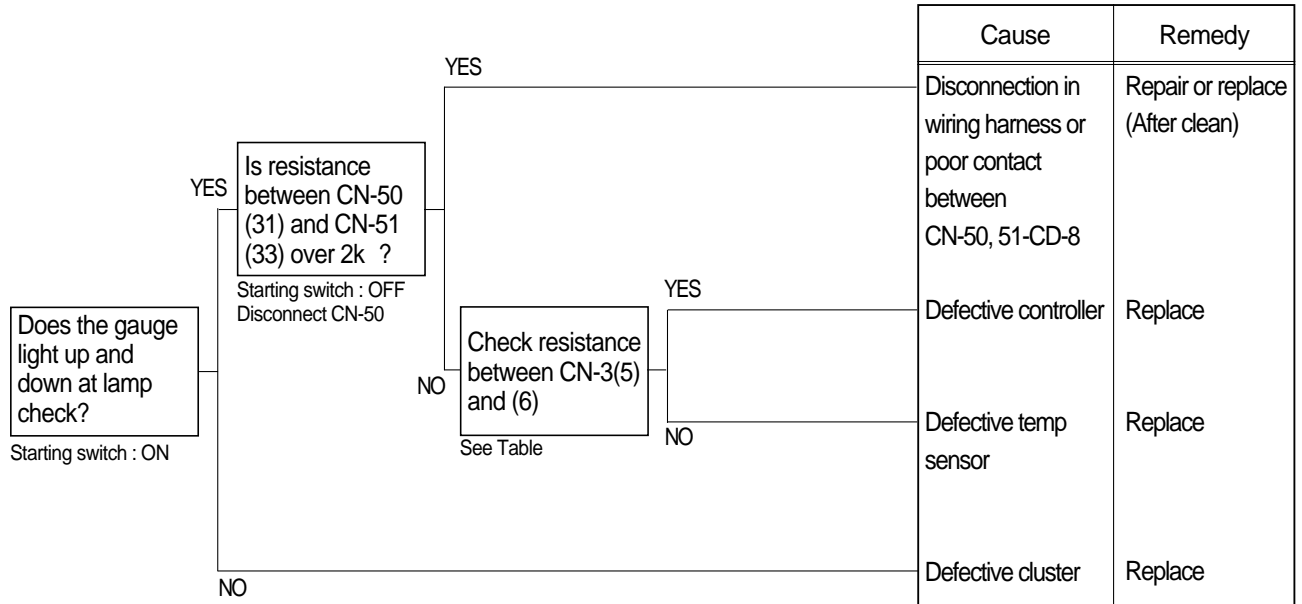 Does the gauge
light up and
down at lamp
check?
Starting switch : ON
YES
NO
Is resistance
between CN-50
(31) and CN-51
(33) over 2k ?
Starting switch : OFF
Disconnect CN-50
YES
NO
Check resistance
between CN-3(5)
and (6)
See Table
YES
NO
Cause
Remedy
Disconnection in
wiring harness or
poor contact
between
CN-50, 51-CD-8
Repair or replace
(After clean)
Defective controller
Replace
Defective temp
sensor
Replace
Defective cluster
Replace